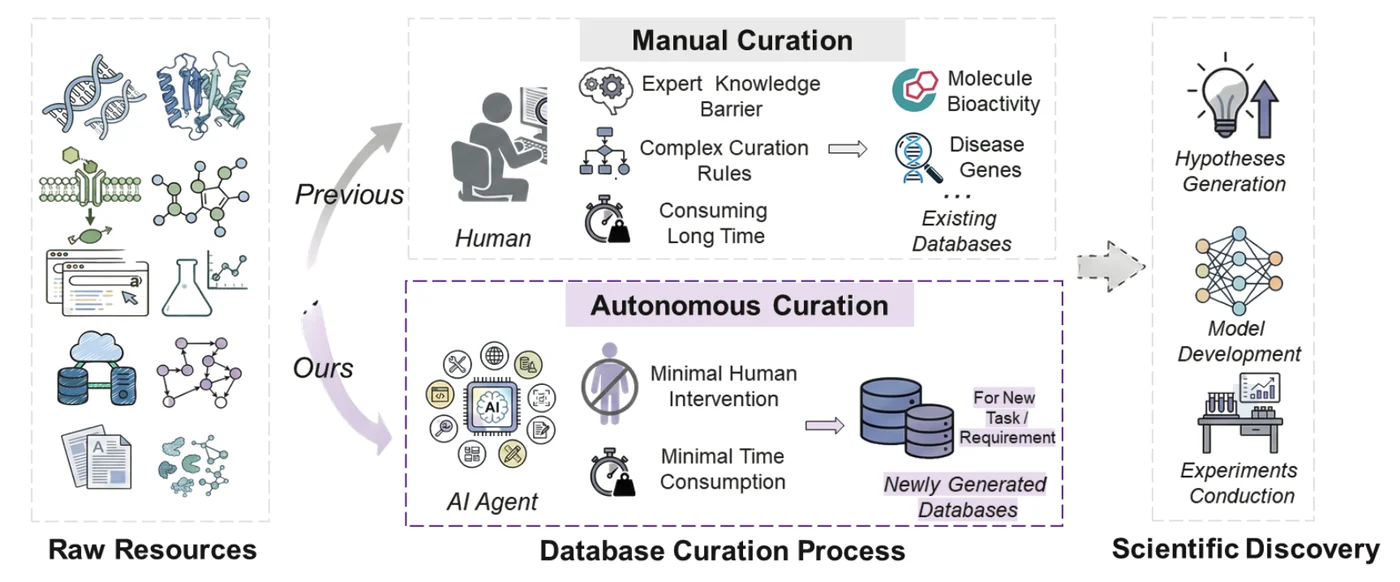 Manual Curation
Expert Knowledge
Barrier
Complex Curation
Rules
Consuming
Long Time
Human
Molecule
Bioactivity
Disease
Genes
...
Existing
Databases
Previous
Ours
Autonomous Curation
AI
AI Agent
Minimal Human
Intervention
Minimal Time
Consumption
For New
Task /
Requirement
Newly Generated
Databases
a
A
Hypotheses
Generation
Model
Development
Experiments
Conduction
Raw Resources
Database Curation Process
Scientific Discovery